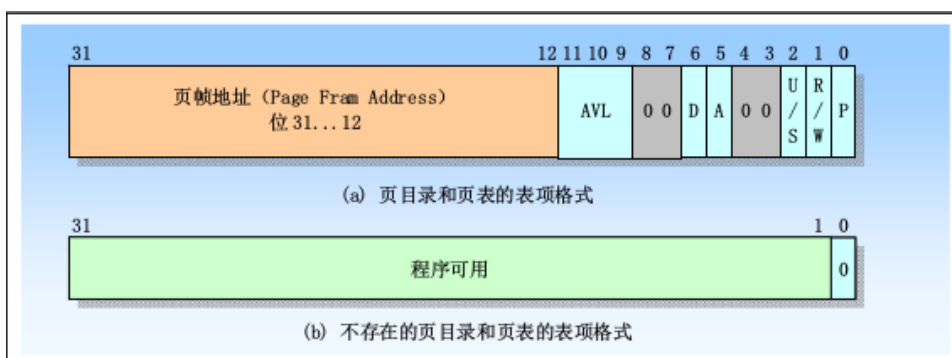 31 12 11 10 9 8 7 6 5 4 3 2 1 0
页帧地址 (Page Fram Address)
位 31...12
AVL 0 0 D A 0 0 U/S R/W P
(a) 页目录和页表的表项格式
31 1 0
程序可用 0
(b) 不存在的页目录和页表的表项格式